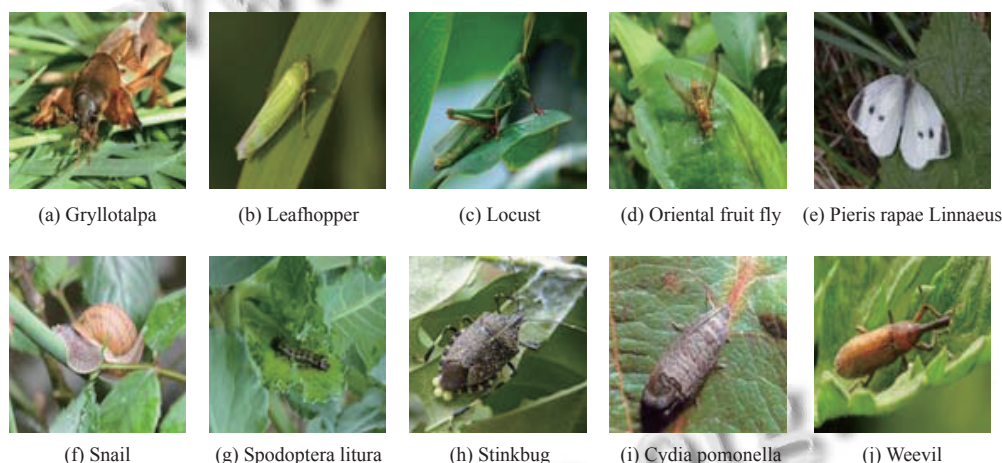 (a) Gryllotalpa
(b) Leafhopper
(c) Locust
(d) Oriental fruit fly
(e) Pieris rapae Linnaeus
(f) Snail
(g) Spodoptera litura
(h) Stinkbug
(i) Cydia pomonella
(j) Weevil